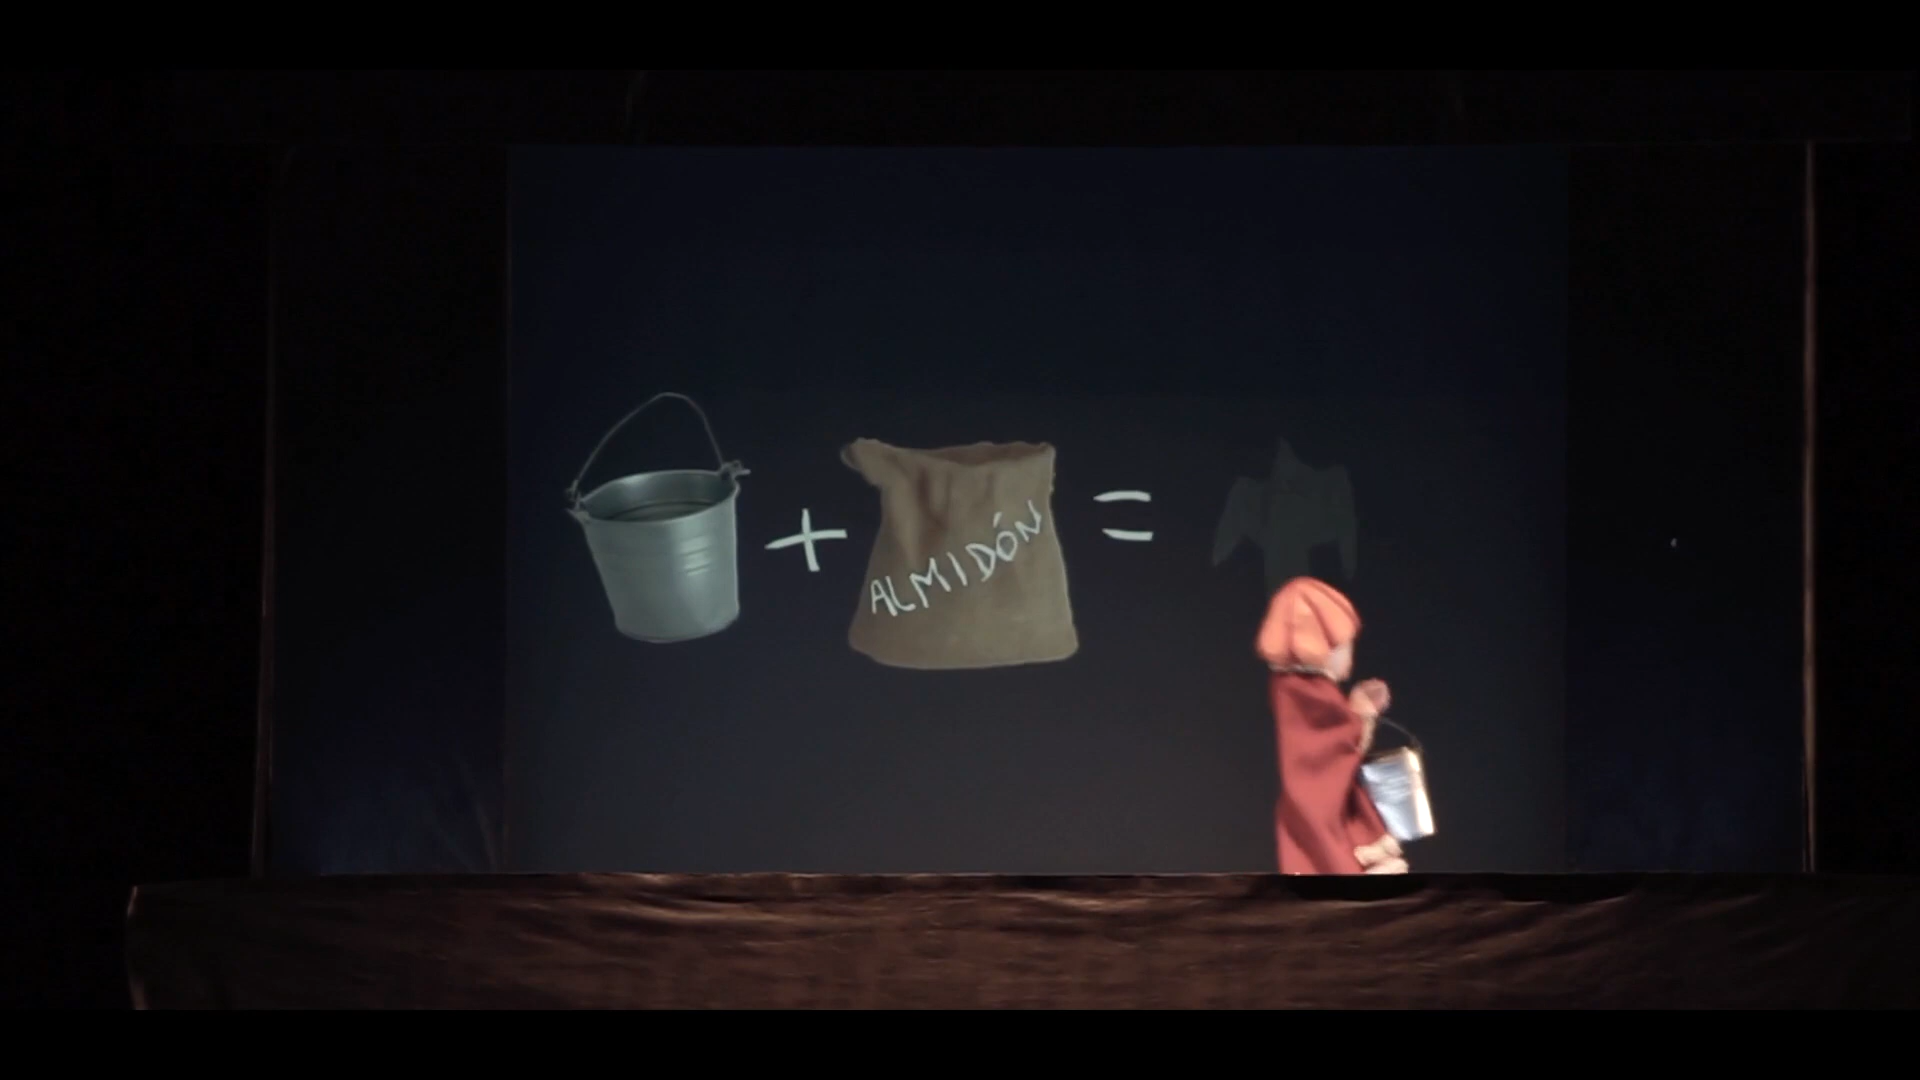 + ALMIDÓN =